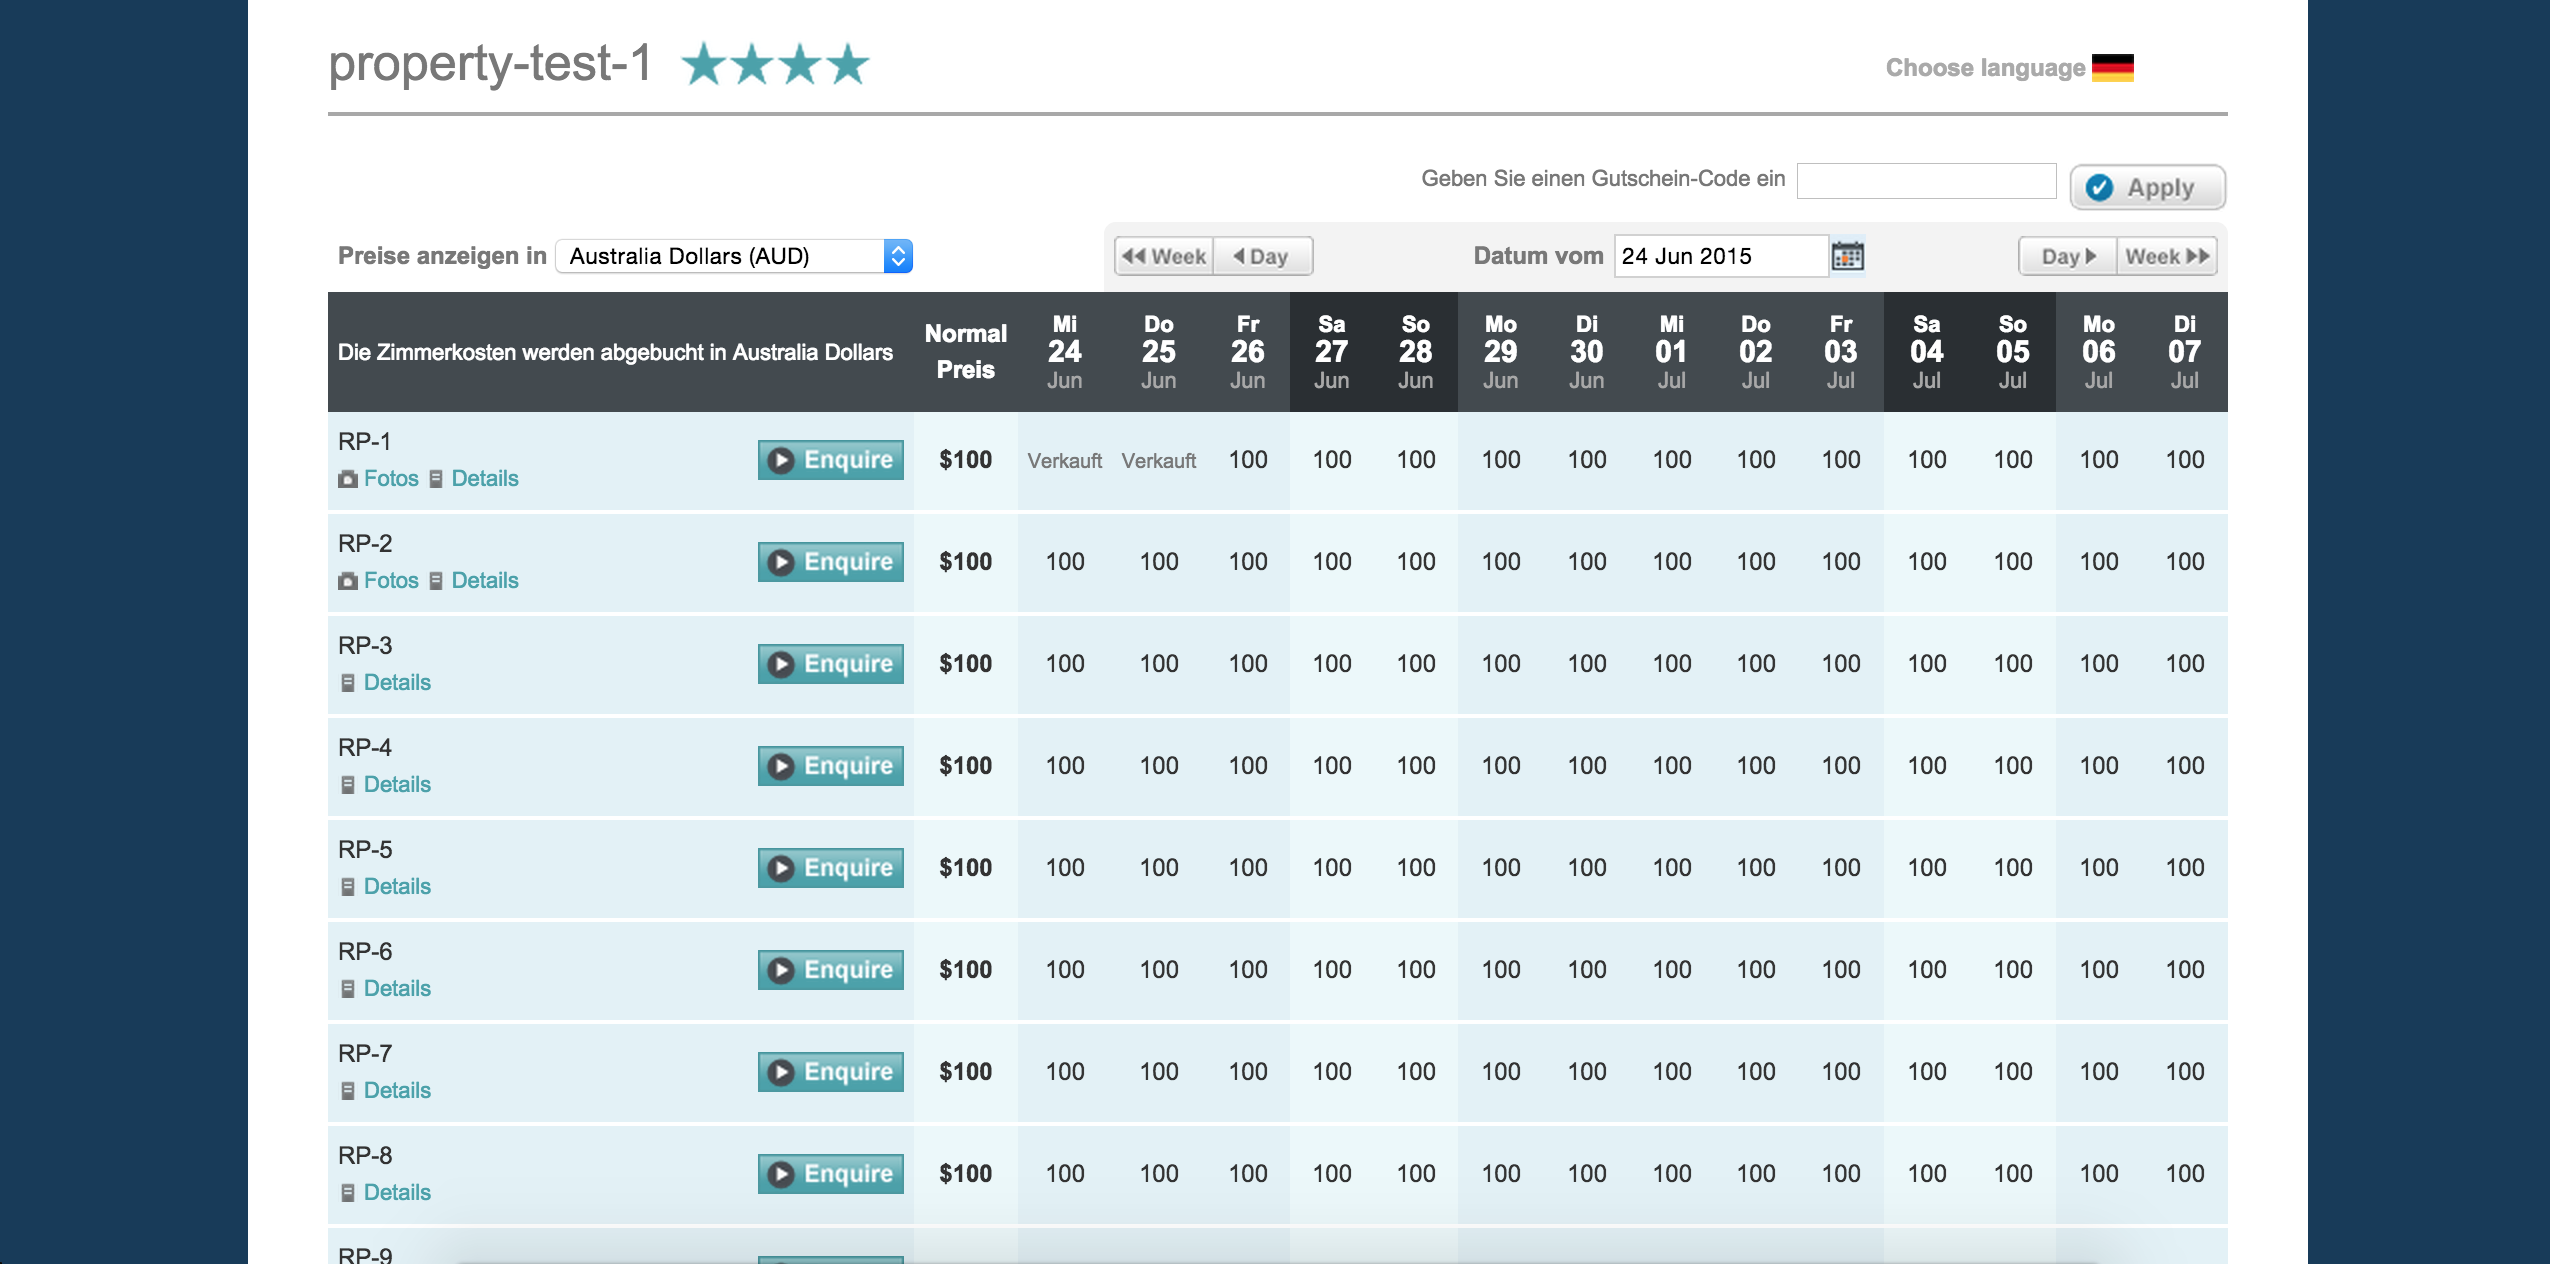 property-test-1
Choose language
Geben Sie einen Gutschein-Code ein
Apply
Preise anzeigen in Australia Dollars (AUD)
Week Day Datum vom 24 Jun 2015 Day Week
Die Zimmerkosten werden abgebucht in Australia Dollars
Normal
Preis
Mi Do Fr Sa So Mo Di Mi Do Fr Sa So Mo Di
24 25 26 27 28 29 30 01 02 03 04 05 06 07
Jun Jun Jun Jun Jun Jun Jun Jul Jul Jul Jul Jul Jul Jul
RP-1
Fotos Details
Enquire $100 Verkauft Verkauft 100 100 100 100 100 100 100 100 100 100 100 100
RP-2
Fotos Details
Enquire $100 100 100 100 100 100 100 100 100 100 100 100 100 100 100
RP-3
Details
Enquire $100 100 100 100 100 100 100 100 100 100 100 100 100 100 100
RP-4
Details
Enquire $100 100 100 100 100 100 100 100 100 100 100 100 100 100 100
RP-5
Details
Enquire $100 100 100 100 100 100 100 100 100 100 100 100 100 100 100
RP-6
Details
Enquire $100 100 100 100 100 100 100 100 100 100 100 100 100 100 100
RP-7
Details
Enquire $100 100 100 100 100 100 100 100 100 100 100 100 100 100 100
RP-8
Details
Enquire $100 100 100 100 100 100 100 100 100 100 100 100 100 100 100
RP-9